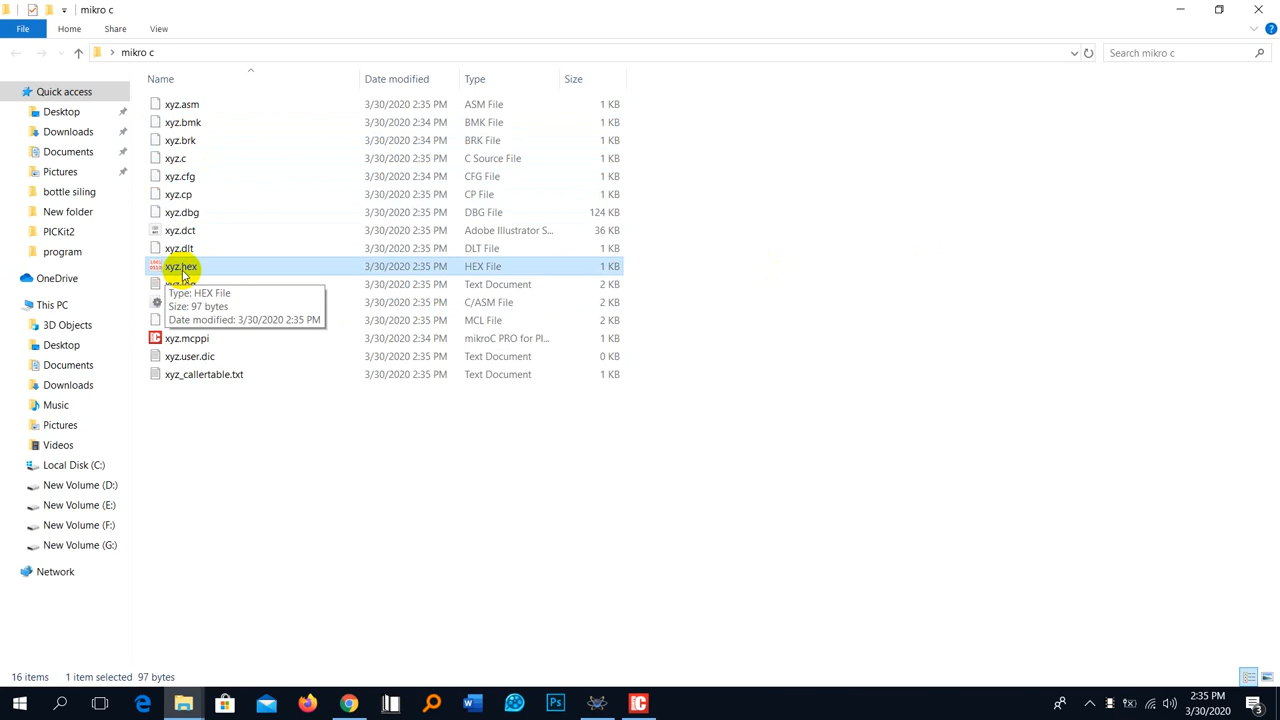 mikro c
File Home Share View
mikro c
Search mikro c
Name Date modified Type Size
Quick access
Desktop
Downloads
Documents
Pictures
bottle siling
New folder
PICKit2
program
OneDrive
This PC
3D Objects
Desktop
Documents
Downloads
Music
Pictures
Videos
Local Disk (C:)
New Volume (D:)
New Volume (E:)
New Volume (F:)
New Volume (G:)
Network
xyz.asm 3/30/2020 2:35 PM ASM File 1 KB
xyz.bmk 3/30/2020 2:34 PM BMK File 1 KB
xyz.brk 3/30/2020 2:34 PM BRK File 1 KB
xyz.c 3/30/2020 2:35 PM C Source File 1 KB
xyz.cfg 3/30/2020 2:35 PM CFG File 1 KB
xyz.cp 3/30/2020 2:35 PM CP File 1 KB
xyz.dbg 3/30/2020 2:35 PM DBG File 124 KB
xyz.dct 3/30/2020 2:35 PM Adobe Illustrator S... 36 KB
xyz.dlt 3/30/2020 2:35 PM DLT File 1 KB
xyz.hex 3/30/2020 2:35 PM HEX File 1 KB
3/30/2020 2:35 PM Text Document 2 KB
3/30/2020 2:35 PM C/ASM File 2 KB
3/30/2020 2:35 PM MCL File 2 KB
xyz.mcppi 3/30/2020 2:34 PM mikroC PRO for PI... 1 KB
xyz.user.dic 3/30/2020 2:35 PM Text Document 0 KB
xyz_callertable.txt 3/30/2020 2:35 PM Text Document 1 KB
Type: HEX File
Size: 97 bytes
Date modified: 3/30/2020 2:35 PM
16 items 1 item selected 97 bytes
2:35 PM
3/30/2020
3